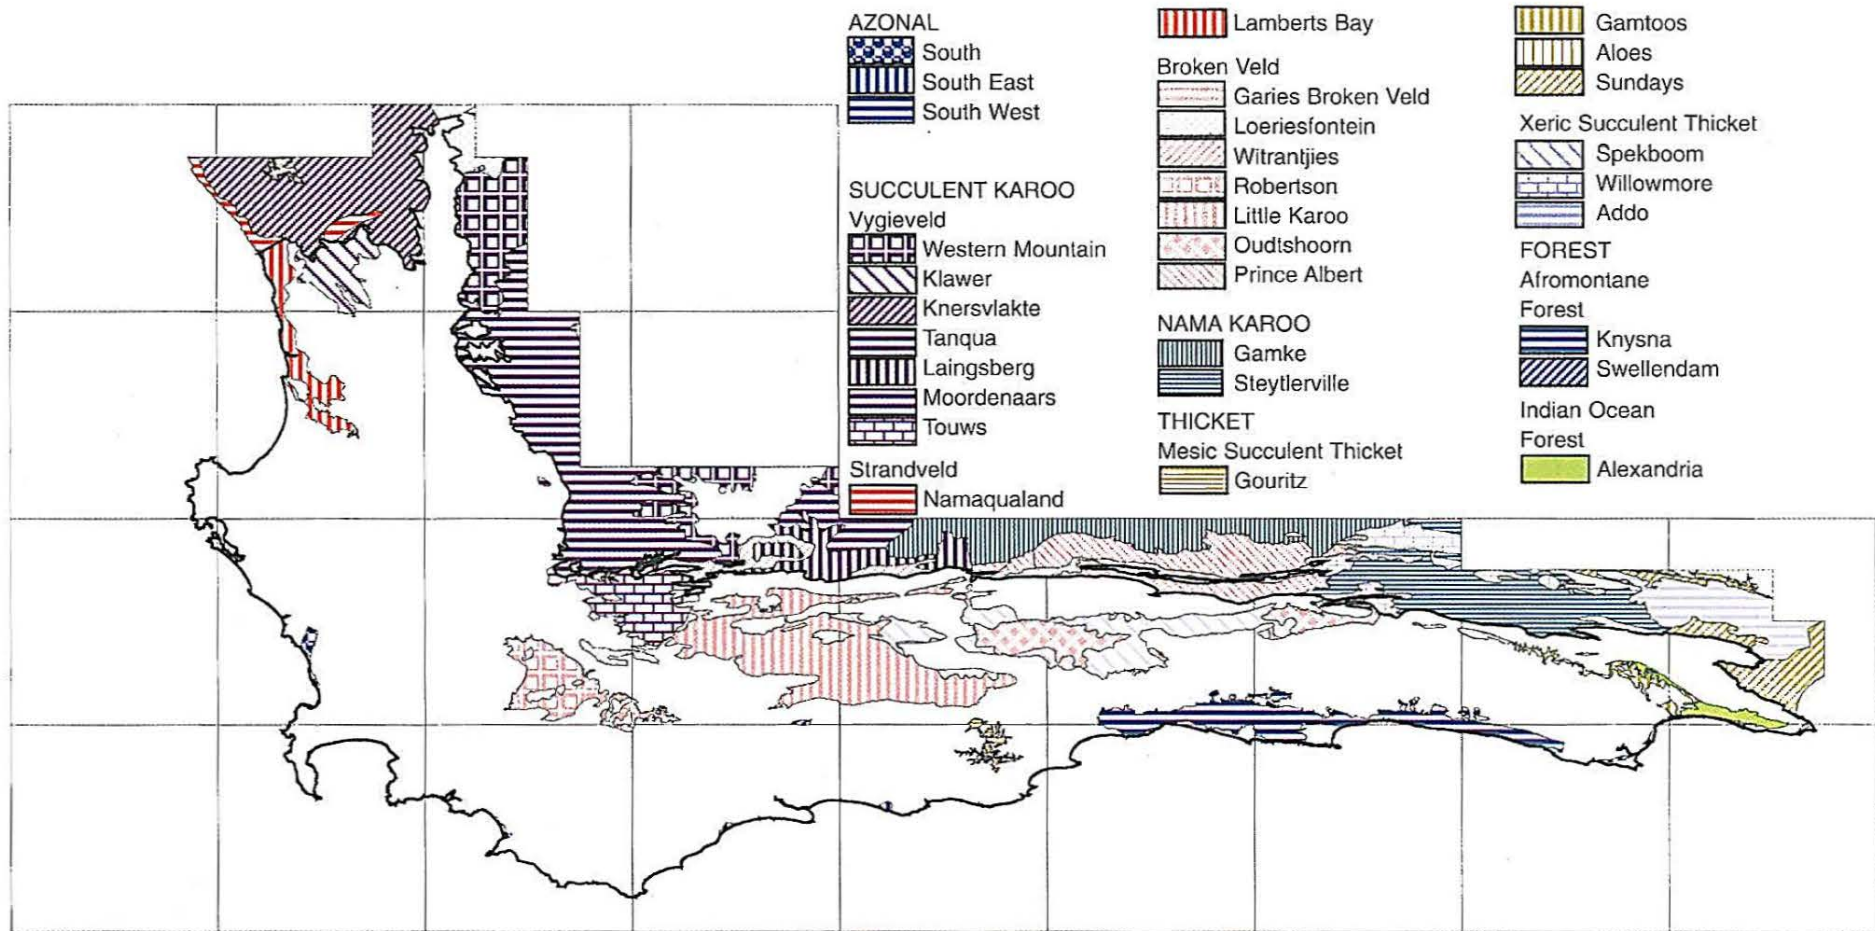 AZONAL
South
South East
South West
SUCCULENT KAROO
Vygieveld
Western Mountain
Klawer
Knersvlakte
Tanqua
Laingsberg
Moordenaars
Touws
Strandveld
Namaqualand
Lamberts Bay
Broken Veld
Garies Broken Veld
Loeriesfontein
Witrantjies
Robertson
Little Karoo
Oudtshoorn
Prince Albert
NAMA KAROO
Gamke
Steytlerville
THICKET
Mesic Succulent Thicket
Gouritz
Gamtoos
Aloes
Sundays
Xeric Succulent Thicket
Spekboom
Willowmore
Addo
FOREST
Afromontane
Forest
Knysna
Swellendam
Indian Ocean
Forest
Alexandria